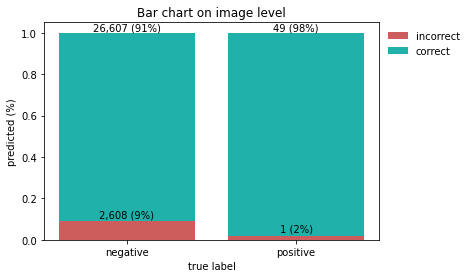 Bar chart on image level
26,607 (91%)
49 (98%)
incorrect
correct
1.0
0.8
0.6
0.4
0.2
0.0
predicted (%)
2,608 (9%)
1 (2%)
negative
positive
true label